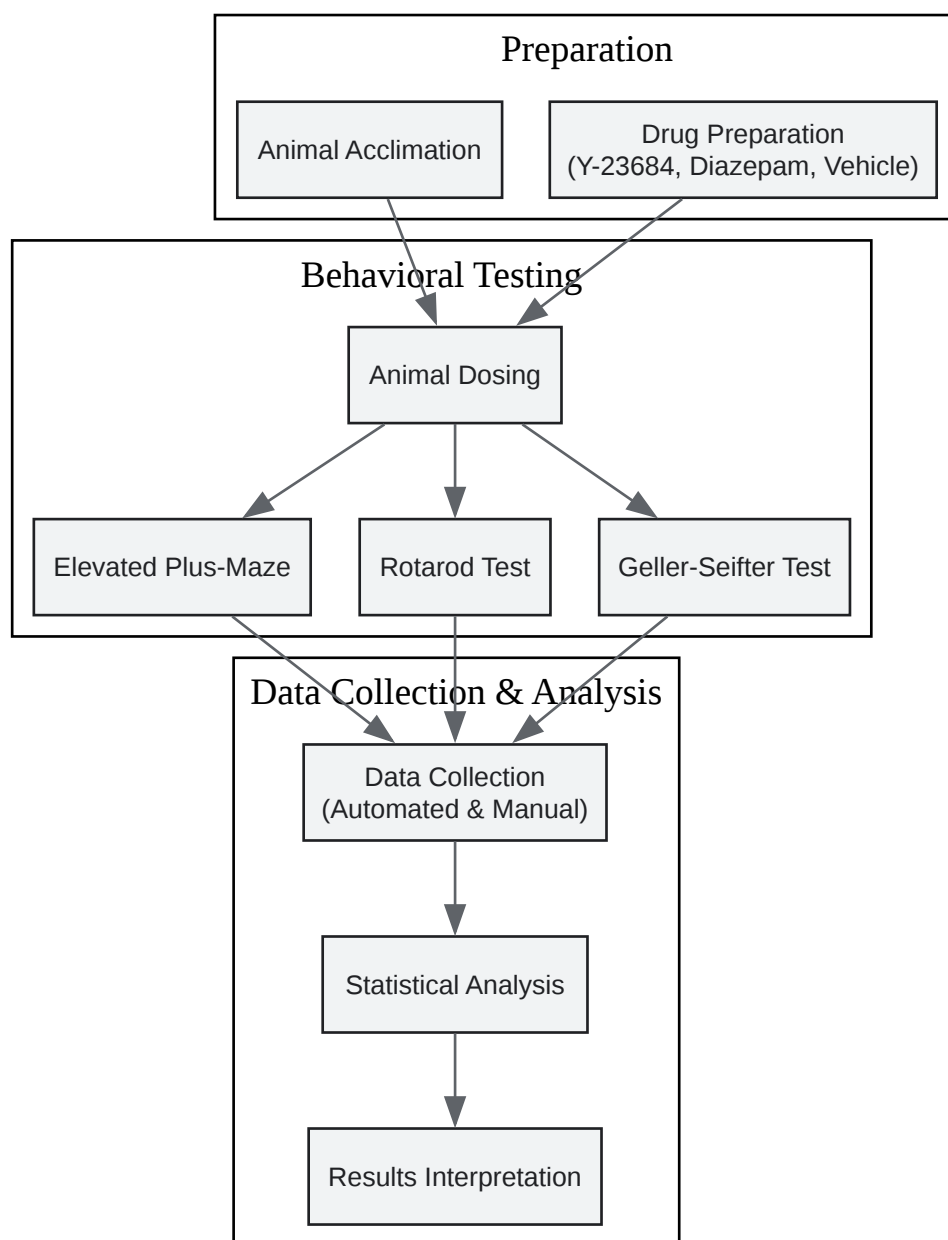 Preparation
Animal Acclimation
Drug Preparation
(Y-23684, Diazepam, Vehicle)
Behavioral Testing
Animal Dosing
Elevated Plus-Maze
Rotarod Test
Geller-Seifter Test
Data Collection & Analysis
Data Collection
(Automated & Manual)
Statistical Analysis
Results Interpretation